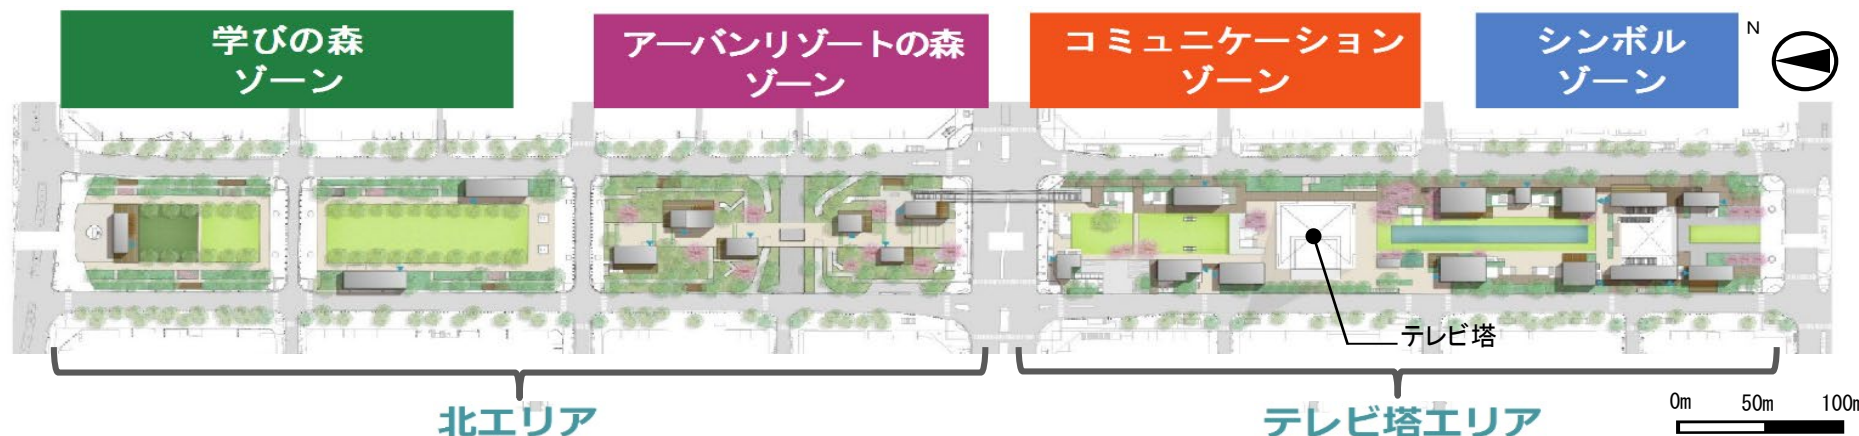 学びの森
ゾーン
アーバンリゾートの森
ゾーン
コミュニケーション
ゾーン
シンボル
ゾーン
N
テレビ塔
北エリア
テレビ塔エリア
0m 50m 100m